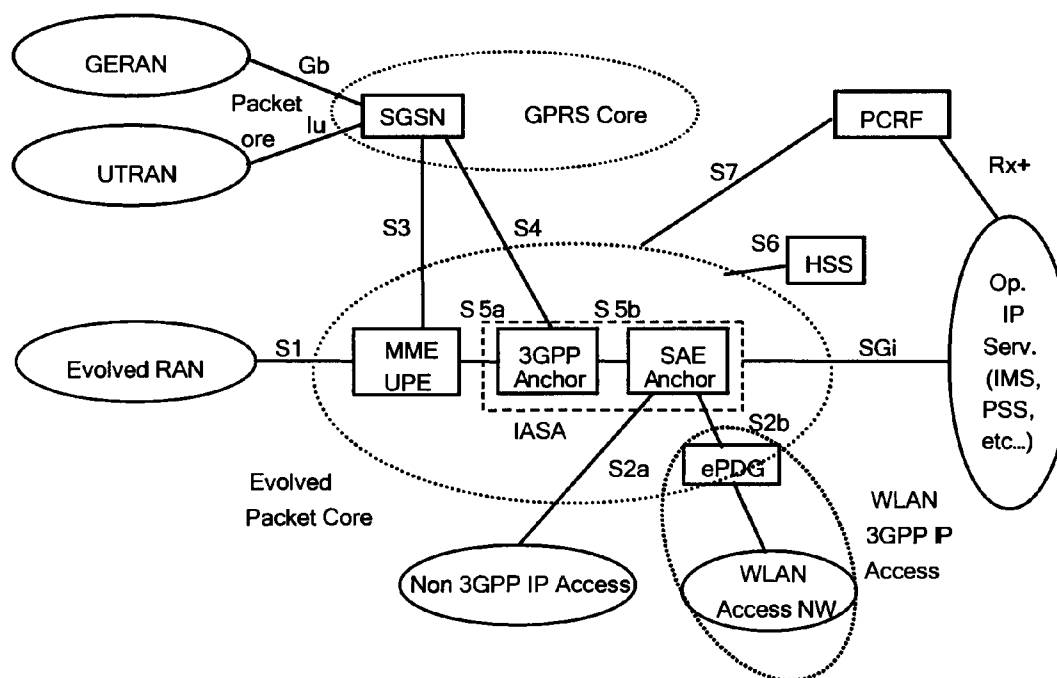 GERAN
Gb
Packet
Iu
ore
UTRAN
SGSN
GPRS Core
PCRF
Rx+
S7
S3
S4
S6
HSS
Op.
IP
Serv.
(IMS,
PSS,
etc...)
S 5a
S 5b
Evolved RAN
S1
MME
UPE
3GPP
Anchor
SAE
Anchor
SGi
IASA
S2a
S2b
ePDG
Evolved
Packet Core
WLAN
3GPP IP
Access
Non 3GPP IP Access
WLAN
Access NW